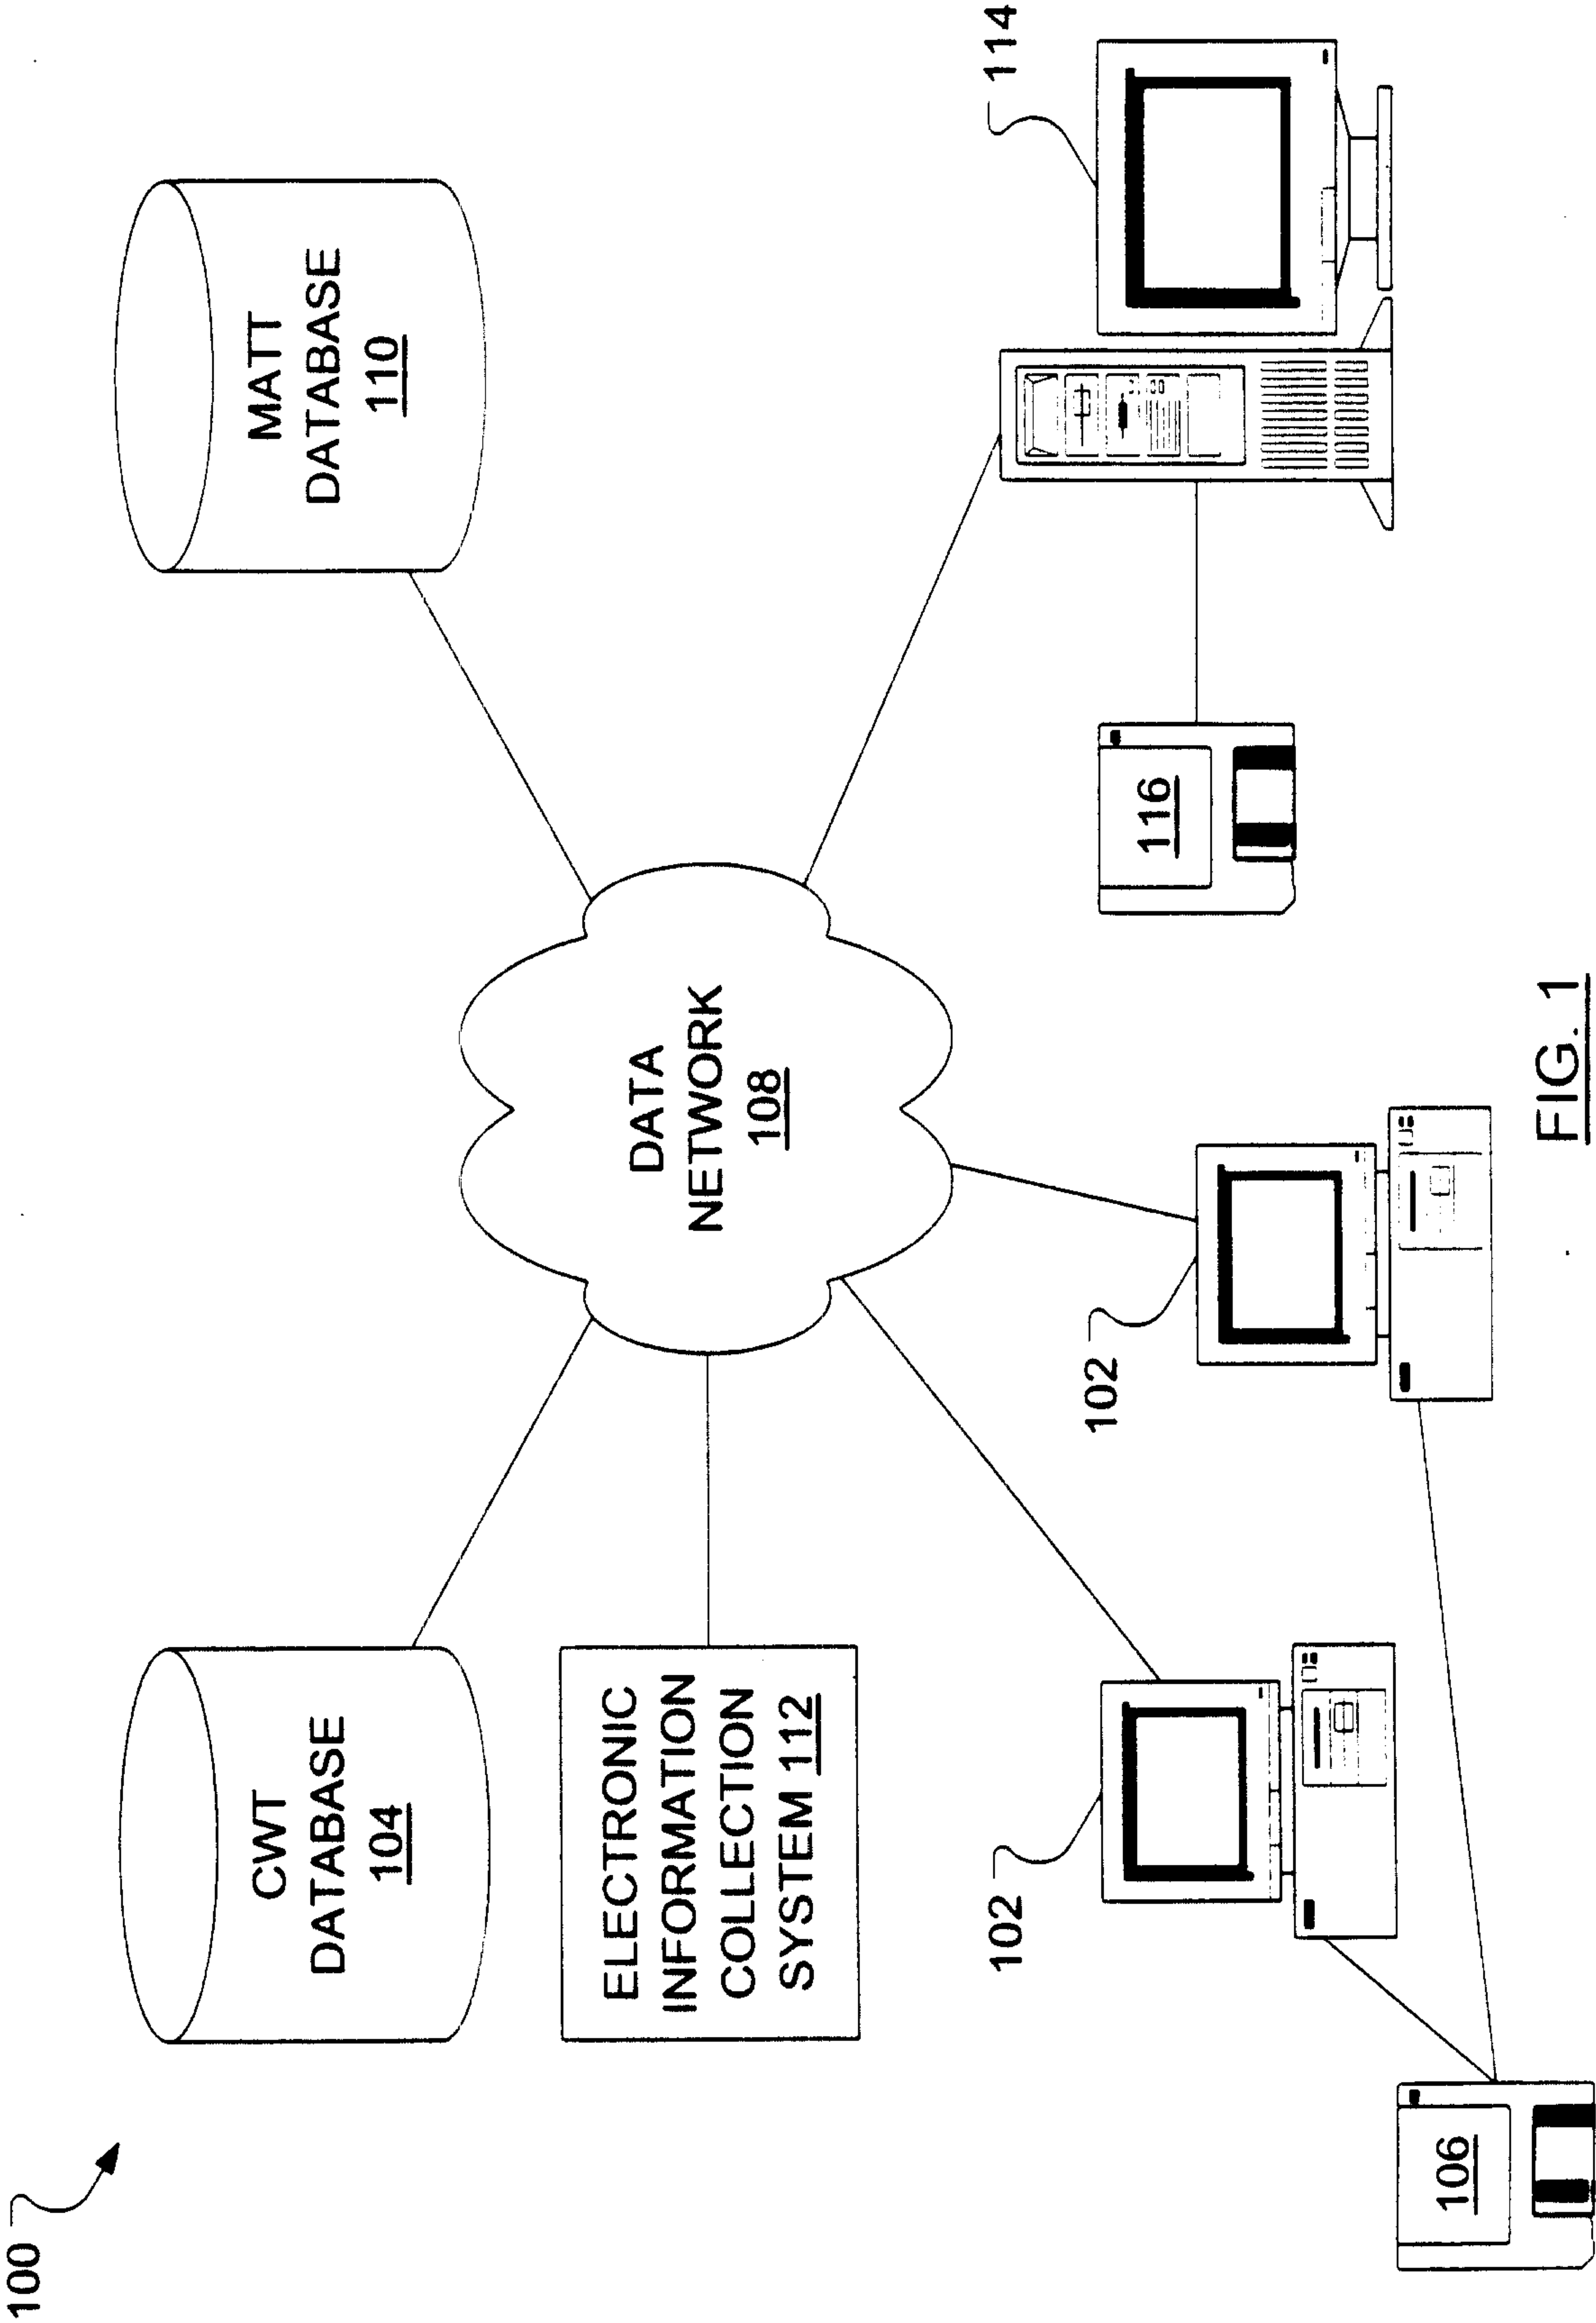 100
CWT
DATABASE
104
MATT
DATABASE
110
ELECTRONIC
INFORMATION
COLLECTION
SYSTEM 112
DATA
NETWORK
108
102
102
114
106
116
FIG. 1